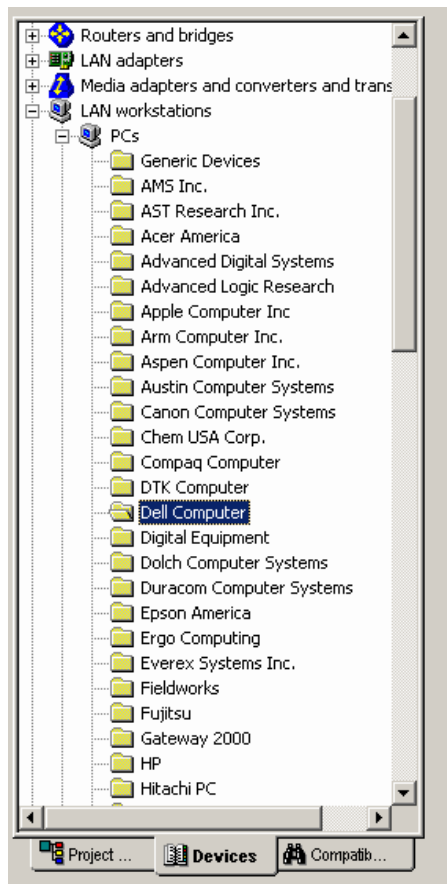 Routers and bridges
LAN adapters
Media adapters and converters and trans
LAN workstations
PCs
Generic Devices
AMS Inc.
AST Research Inc.
Acer America
Advanced Digital Systems
Advanced Logic Research
Apple Computer Inc
Arm Computer Inc.
Aspen Computer Inc.
Austin Computer Systems
Canon Computer Systems
Chem USA Corp.
Compaq Computer
DTK Computer
Dell Computer
Digital Equipment
Dolch Computer Systems
Duracom Computer Systems
Epson America
Ergo Computing
Everex Systems Inc.
Fieldworks
Fujitsu
Gateway 2000
HP
Hitachi PC
Project ... Devices Compatib...